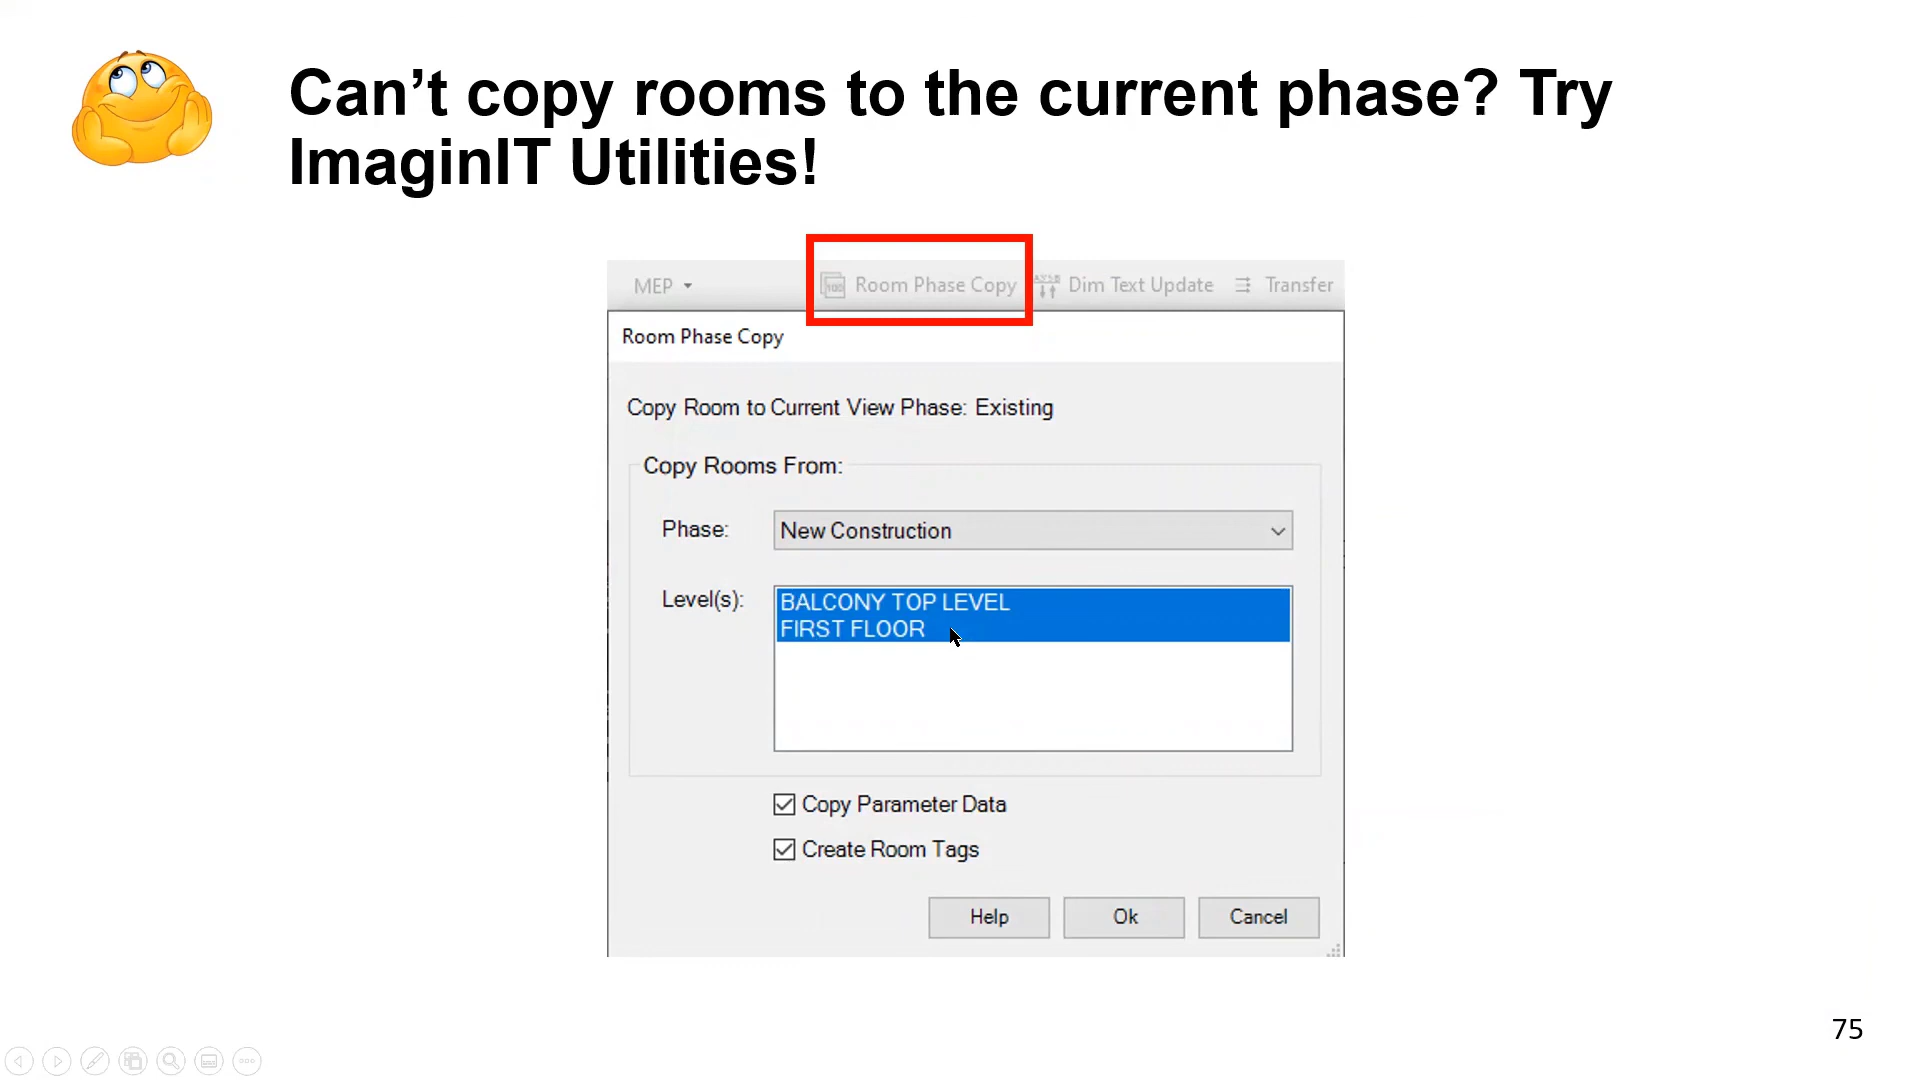 Can’t copy rooms to the current phase? Try
ImaginIT Utilities!
MEP
Room Phase Copy
Dim Text Update
Transfer
Room Phase Copy
Copy Room to Current View Phase: Existing
Copy Rooms From:
Phase:
New Construction
Level(s):
BALCONY TOP LEVEL
FIRST FLOOR
Copy Parameter Data
Create Room Tags
Help
Ok
Cancel
75